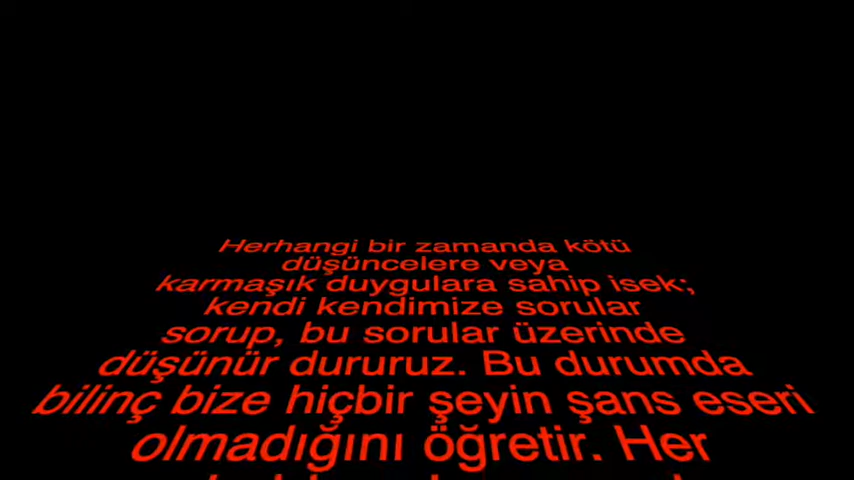 Herhangi bir zamanda kötü
düşüncelere veya
karmaşık duygulara sahip isek;
kendi kendimize sorular
sorup, bu sorular üzerinde
düşünür dururuz. Bu durumda
bilinç bize hiçbir şeyin şans eseri
olmadığını öğretir. Her